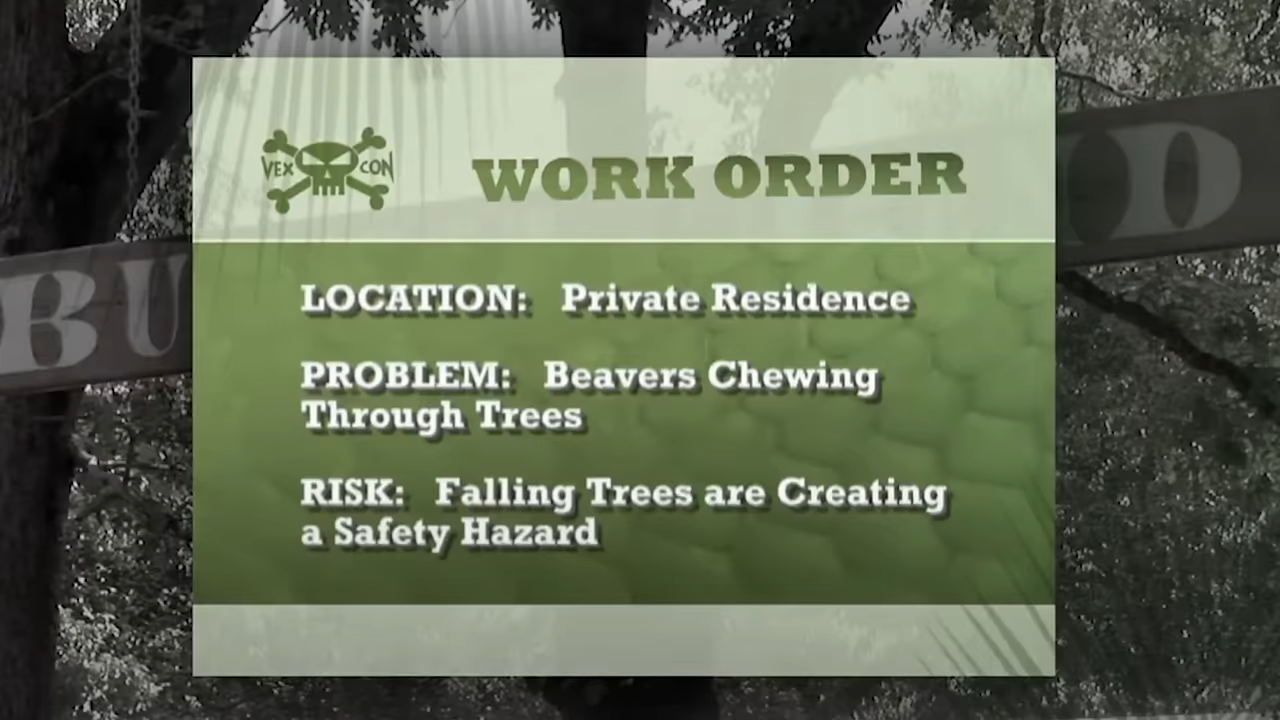 VEX CON
WORK ORDER
BU
D
LOCATION: Private Residence
PROBLEM: Beavers Chewing
Through Trees
RISK: Falling Trees are Creating
a Safety Hazard